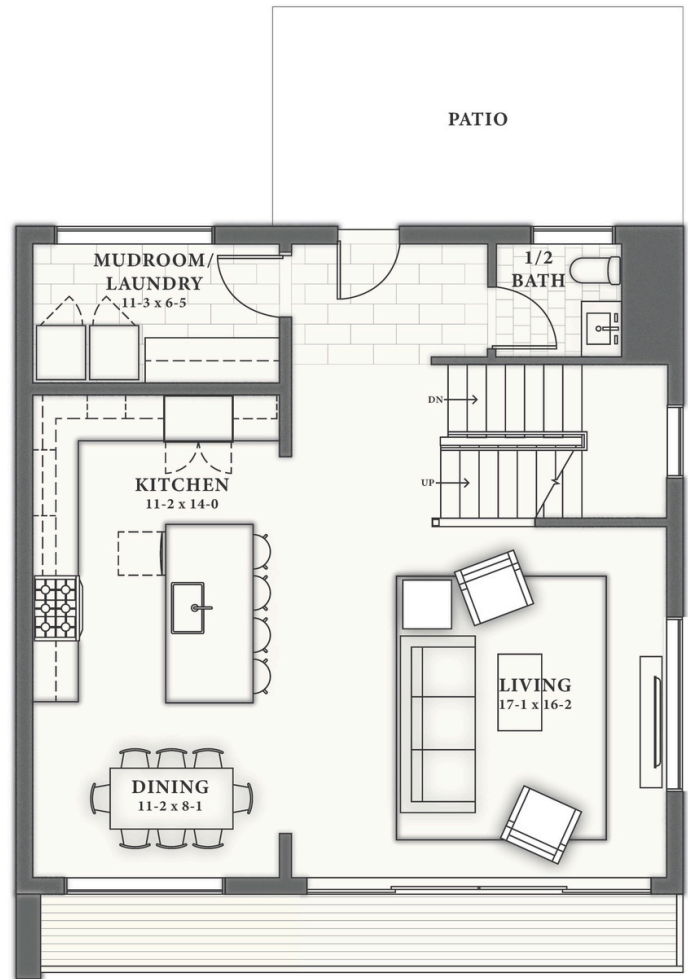 PATIO
MUDROOM/
LAUNDRY
11-3 x 6-5
1/2
BATH
DN
KITCHEN
11-2 x 14-0
UP
LIVING
17-1 x 16-2
DINING
11-2 x 8-1